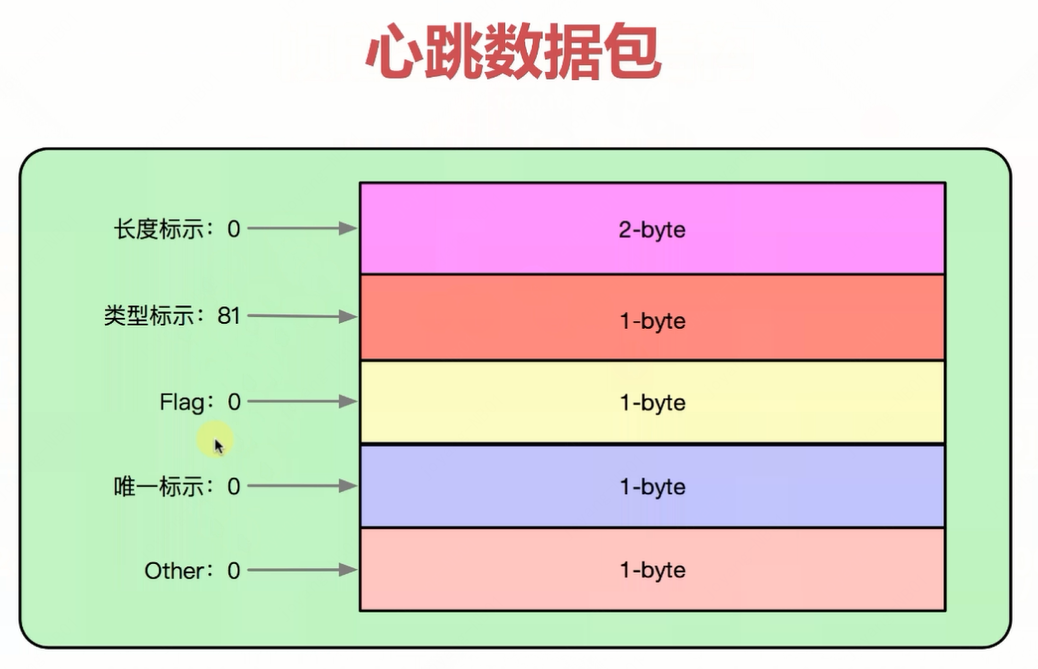 心跳数据包
长度标示：0
2-byte
类型标示：81
1-byte
Flag：0
1-byte
唯一标示：0
1-byte
Other：0
1-byte